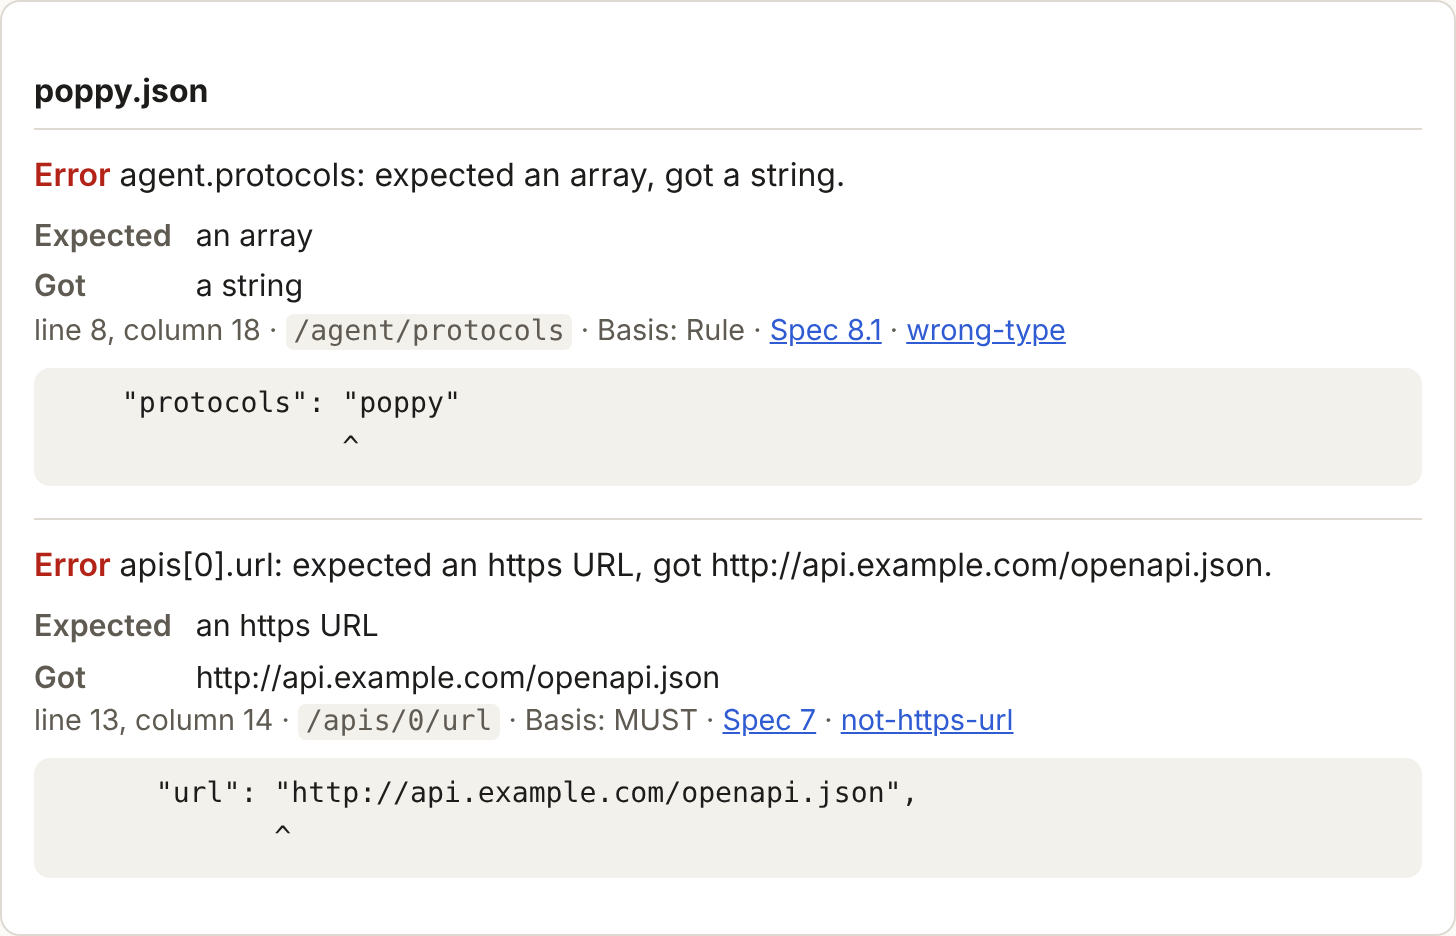 poppy.json
Error agent.protocols: expected an array, got a string.
Expected an array
Got a string
line 8, column 18 · /agent/protocols · Basis: Rule · Spec 8.1 · wrong-type
"protocols": "poppy"
^
Error apis[0].url: expected an https URL, got http://api.example.com/openapi.json.
Expected an https URL
Got http://api.example.com/openapi.json
line 13, column 14 · /apis/0/url · Basis: MUST · Spec 7 · not-https-url
"url": "http://api.example.com/openapi.json",
^